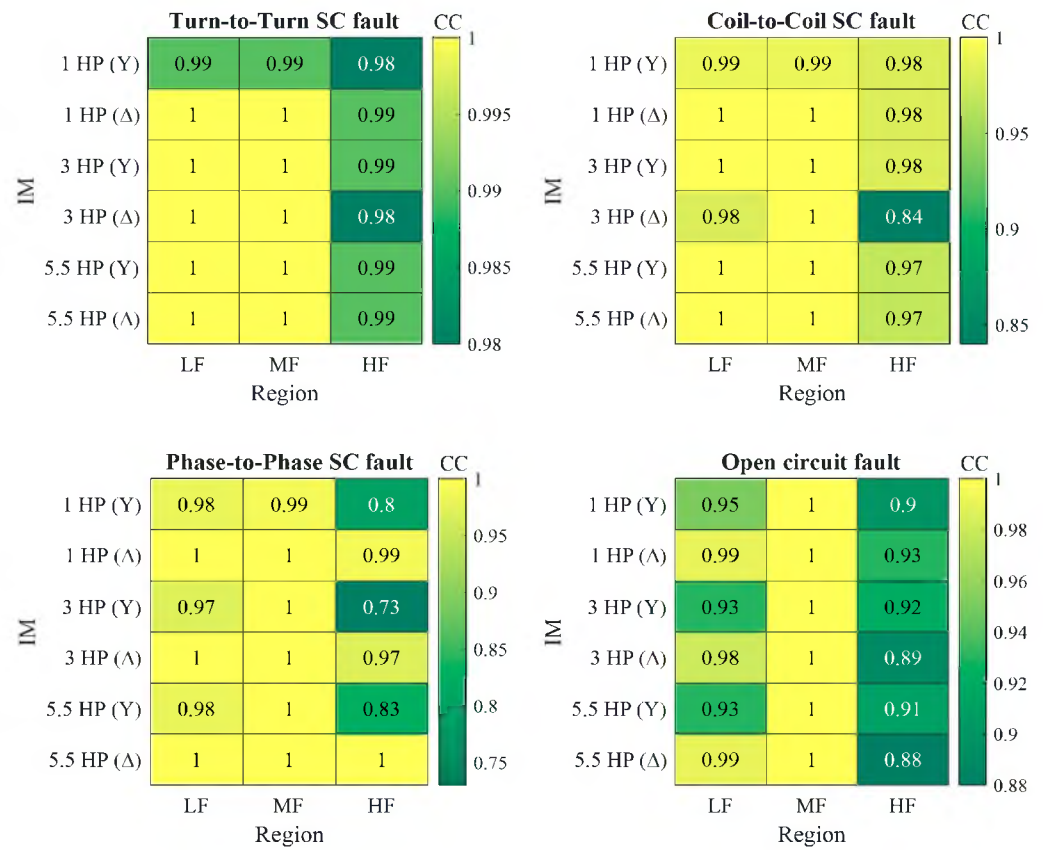 Turn-to-Turn SC fault CC
1 HP (Y) 0.99 0.99 0.98 1
1 HP (Δ) 1 1 0.99 0.995
3 HP (Y) 1 1 0.99 0.99
3 HP (Δ) 1 1 0.98
5.5 HP (Y) 1 1 0.99 0.985
5.5 HP (Λ) 1 1 0.99 0.98
IM
LF MF HF
Region
Coil-to-Coil SC fault CC
1 HP (Y) 0.99 0.99 0.98 1
1 HP (Δ) 1 1 0.98 0.95
3 HP (Y) 1 1 0.98
3 HP (Δ) 0.98 1 0.84 0.9
5.5 HP (Y) 1 1 0.97
5.5 HP (Λ) 1 1 0.97 0.85
IM
LF MF HF
Region
Phase-to-Phase SC fault CC
1 HP (Y) 0.98 0.99 0.8 1
1 HP (Λ) 1 1 0.99 0.95
3 HP (Y) 0.97 1 0.73 0.9
3 HP (Λ) 1 1 0.97 0.85
5.5 HP (Y) 0.98 1 0.83 0.8
5.5 HP (Δ) 1 1 1 0.75
IM
LF MF HF
Region
Open circuit fault CC
1 HP (Y) 0.95 1 0.9 1
0.98
1 HP (Λ) 0.99 1 0.93 0.96
3 HP (Y) 0.93 1 0.92 0.94
3 HP (Λ) 0.98 1 0.89 0.92
5.5 HP (Y) 0.93 1 0.91 0.9
5.5 HP (Δ) 0.99 1 0.88 0.88
IM
LF MF HF
Region